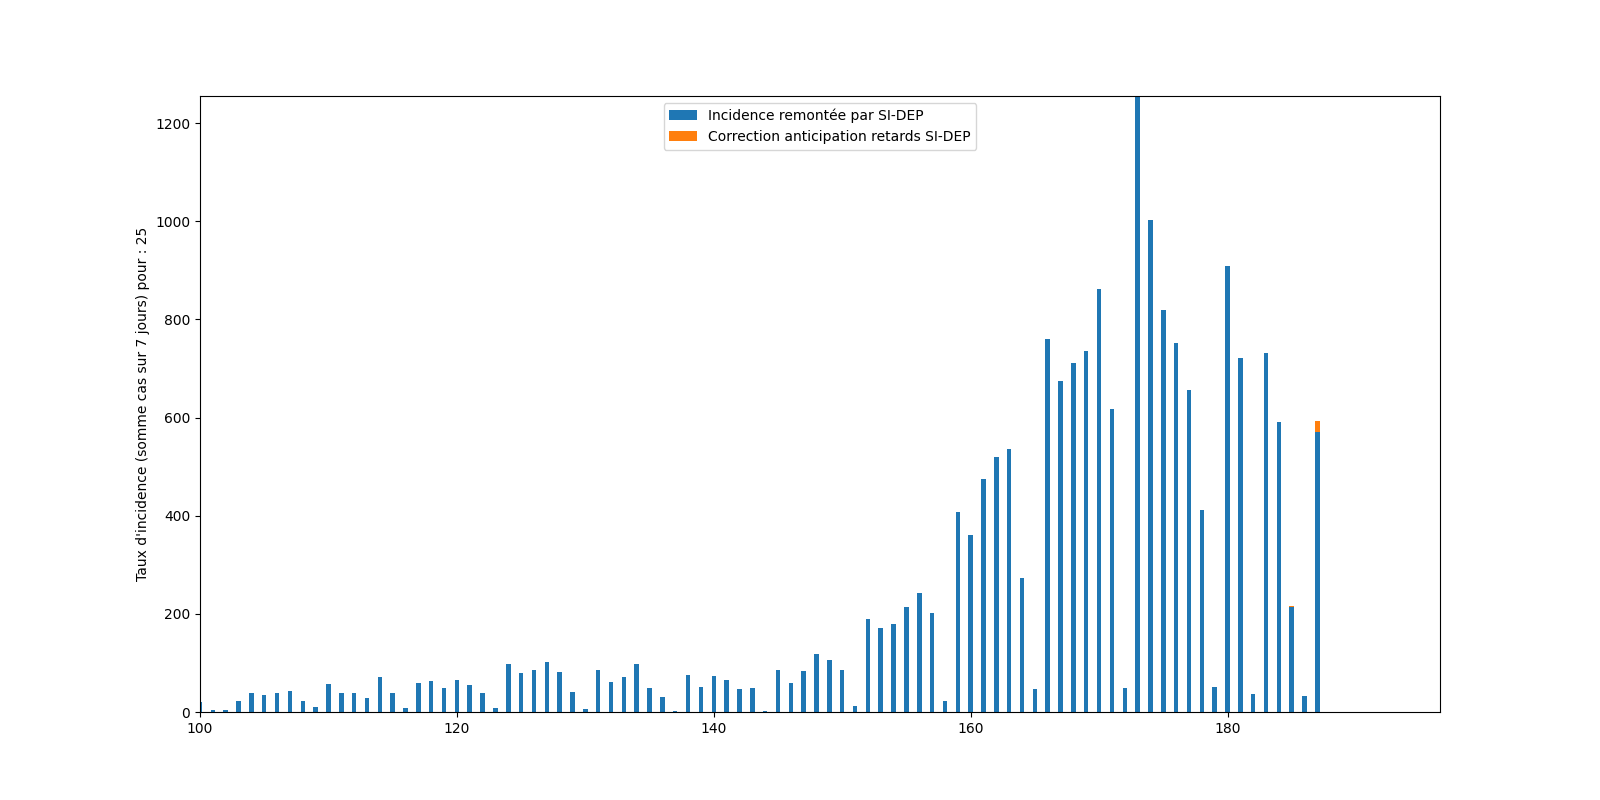 Incidence remontée par SI-DEP
Correction anticipation retards SI-DEP
Taux d'incidence (somme cas sur 7 jours) pour : 25
1200
1000
800
600
400
200
0
100 120 140 160 180